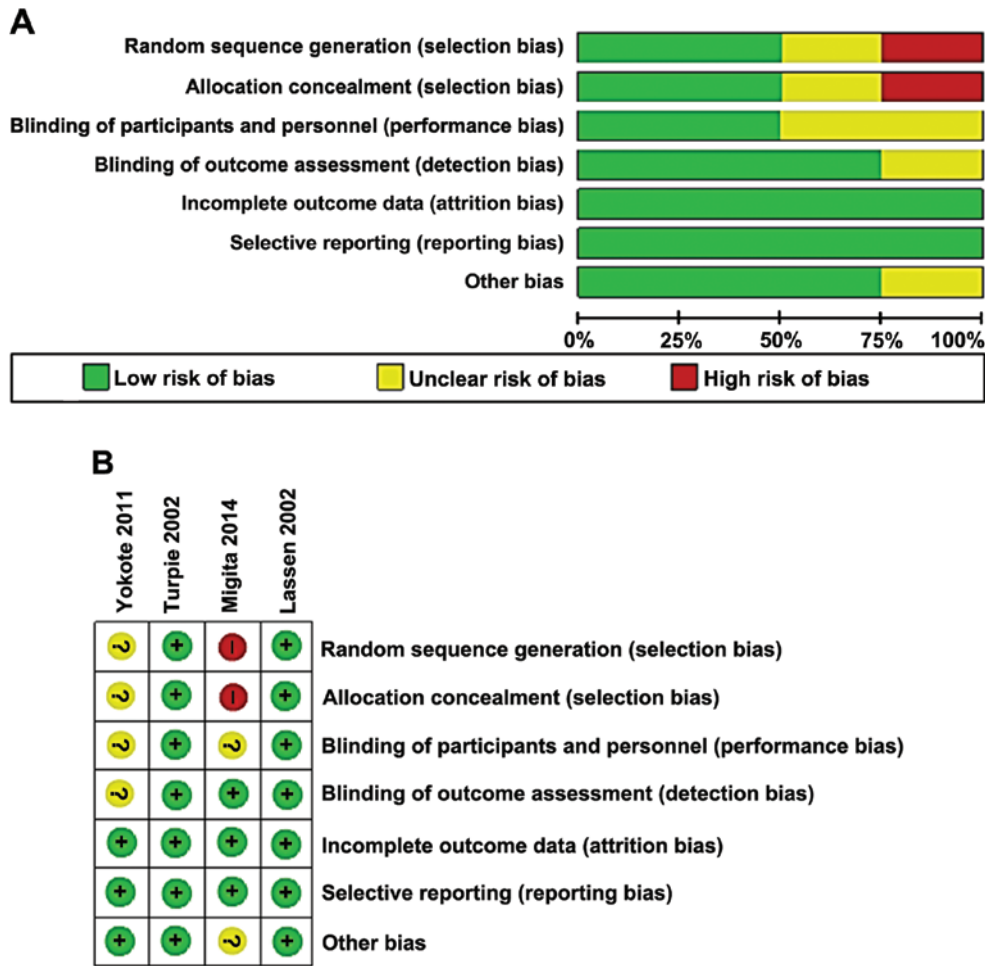 A
Random sequence generation (selection bias)
Allocation concealment (selection bias)
Blinding of participants and personnel (performance bias)
Blinding of outcome assessment (detection bias)
Incomplete outcome data (attrition bias)
Selective reporting (reporting bias)
Other bias
0% 25% 50% 75% 100%
Low risk of bias Unclear risk of bias High risk of bias
B
Yokote 2011 Turpie 2002 Migita 2014 Lassen 2002
? + − + Random sequence generation (selection bias)
? + − + Allocation concealment (selection bias)
? + ? + Blinding of participants and personnel (performance bias)
? + + + Blinding of outcome assessment (detection bias)
+ + + + Incomplete outcome data (attrition bias)
+ + + + Selective reporting (reporting bias)
+ + ? + Other bias